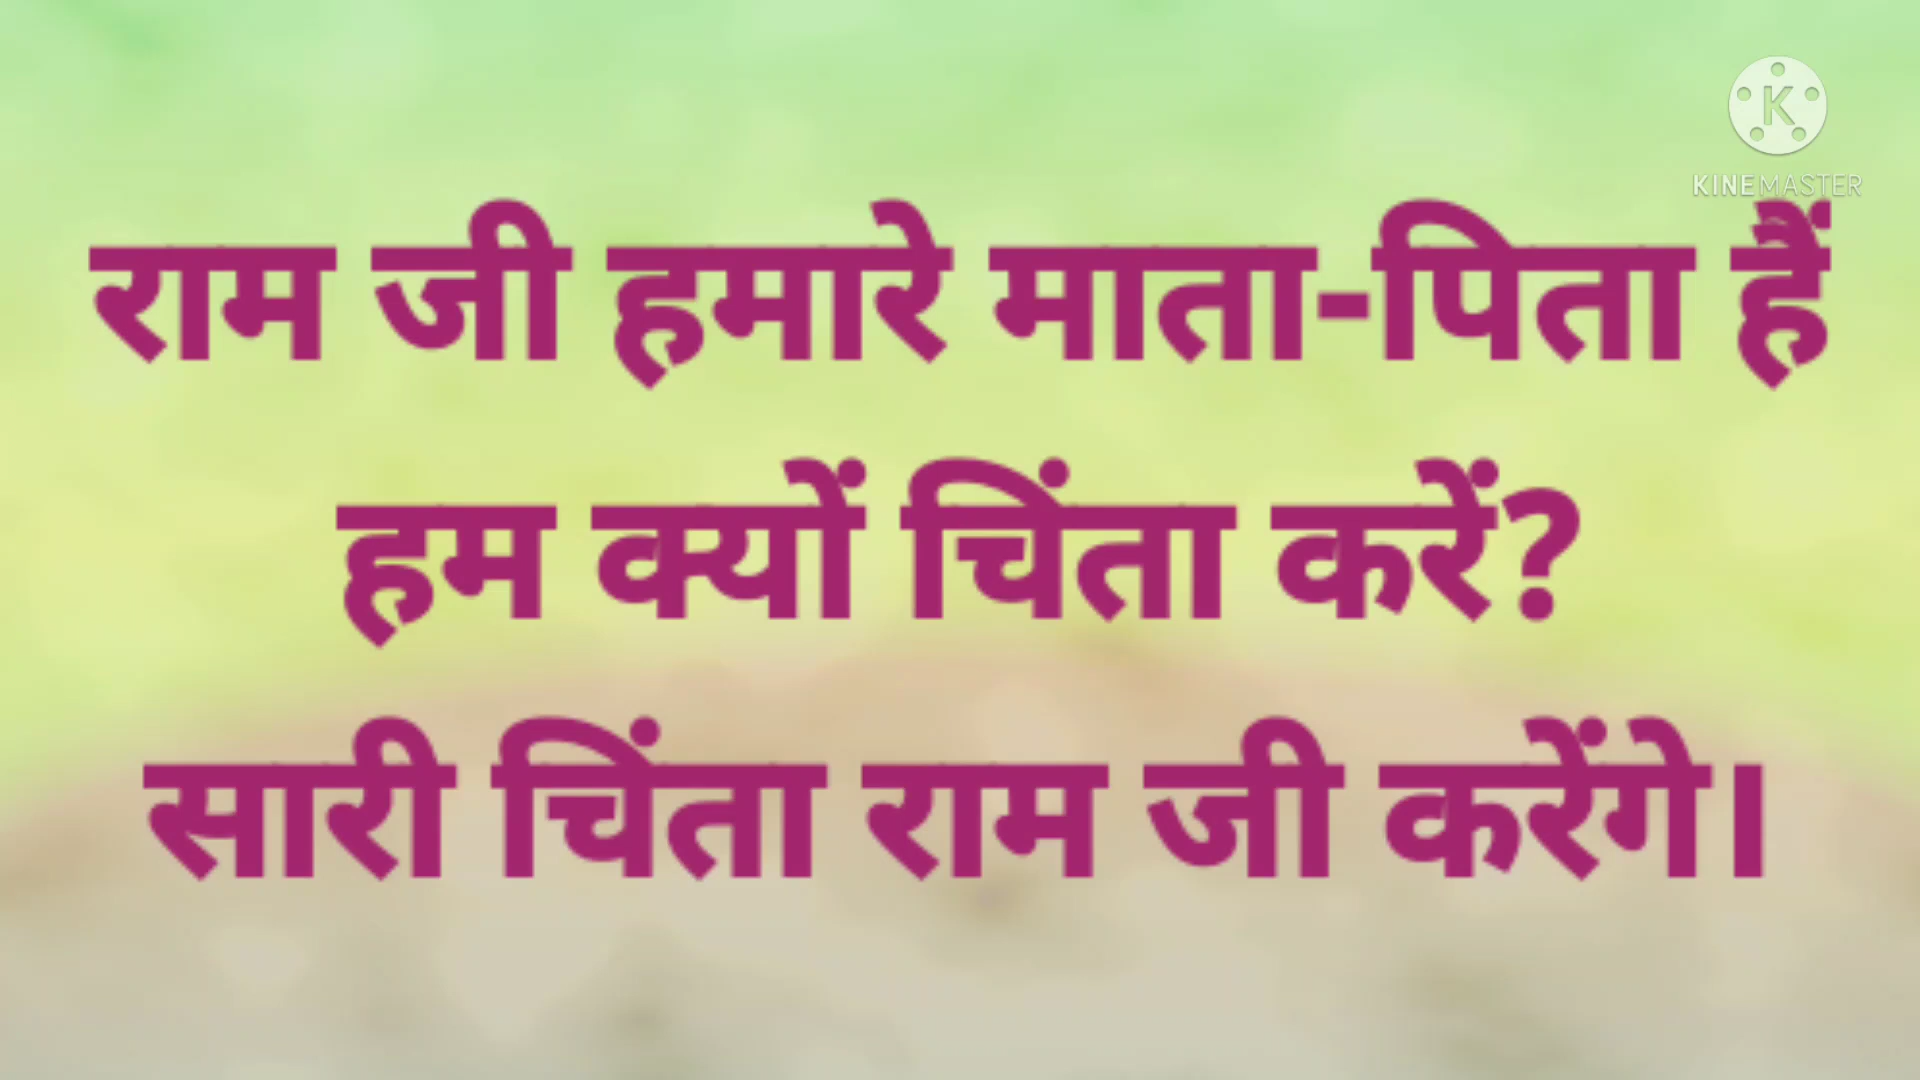 KINEMASTER
राम जी हमारे माता-पिता हैं
हम क्यों चिंता करें?
सारी चिंता राम जी करेंगे।